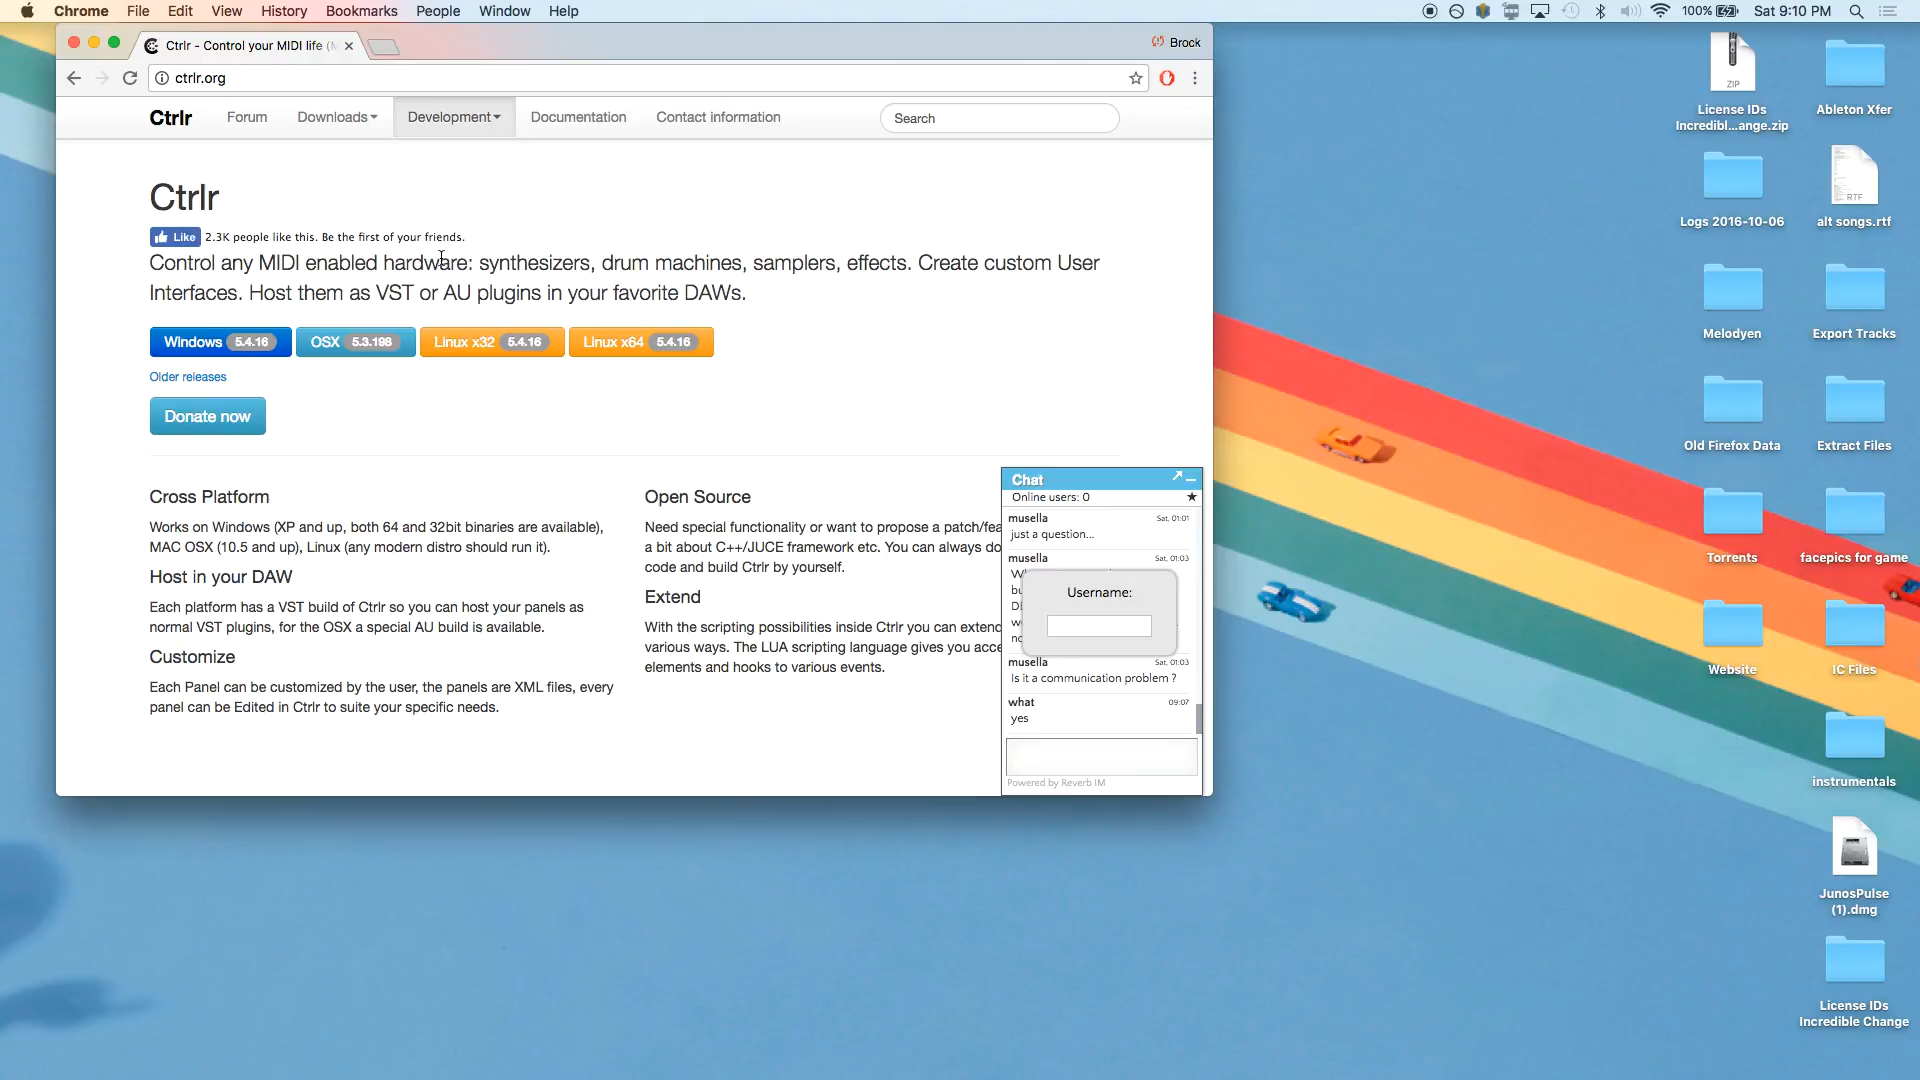 Chrome File Edit View History Bookmarks People Window Help
100% Sat 9:10 PM
Ctrlr - Control your MIDI life (
Brock
ctrlr.org
Ctrlr Forum Downloads Development Documentation Contact information Search
Ctrlr
Like 2.3K people like this. Be the first of your friends.
Control any MIDI enabled hardware: synthesizers, drum machines, samplers, effects. Create custom User
Interfaces. Host them as VST or AU plugins in your favorite DAWs.
Windows 5.4.16 OSX 5.3.198 Linux x32 5.4.16 Linux x64 5.4.16
Older releases
Donate now
Cross Platform
Works on Windows (XP and up, both 64 and 32bit binaries are available),
MAC OSX (10.5 and up), Linux (any modern distro should run it).
Host in your DAW
Each platform has a VST build of Ctrlr so you can host your panels as
normal VST plugins, for the OSX a special AU build is available.
Customize
Each Panel can be customized by the user, the panels are XML files, every
panel can be Edited in Ctrlr to suite your specific needs.
Open Source
Need special functionality or want to propose a patch/fea
a bit about C++/JUCE framework etc. You can always do
code and build Ctrlr by yourself.
Extend
With the scripting possibilities inside Ctrlr you can extend
various ways. The LUA scripting language gives you acce
elements and hooks to various events.
Chat
Online users: 0
musella Sat, 01:01
just a question...
musella Sat, 01:03
Username:
musella Sat, 01:03
Is it a communication problem ?
what 09:07
yes
Powered by Reverb IM
ZIP
License IDs
Incredibl...ange.zip
Ableton Xfer
Logs 2016-10-06
RTF
alt songs.rtf
Melodyen
Export Tracks
Old Firefox Data
Extract Files
Torrents
facepics for game
Website
IC Files
instrumentals
JunosPulse
(1).dmg
License IDs
Incredible Change